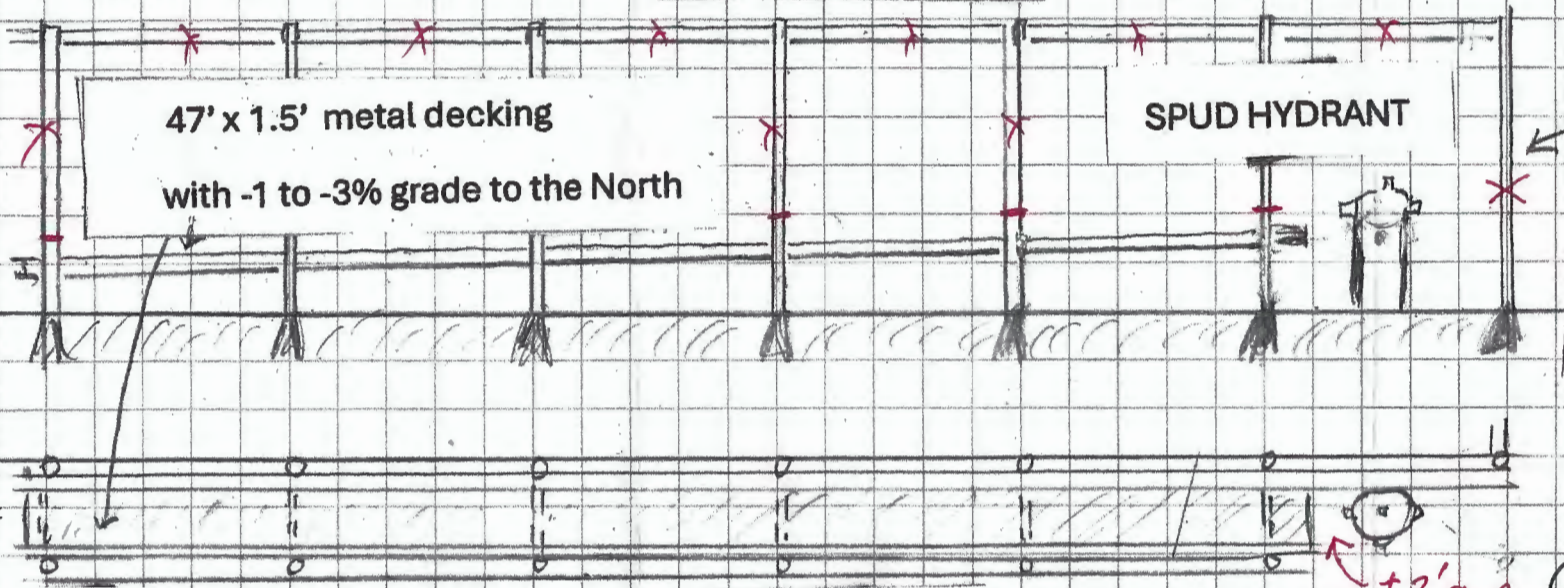 47' x 1.5' metal decking
with -1 to -3% grade to the North
SPUD HYDRANT